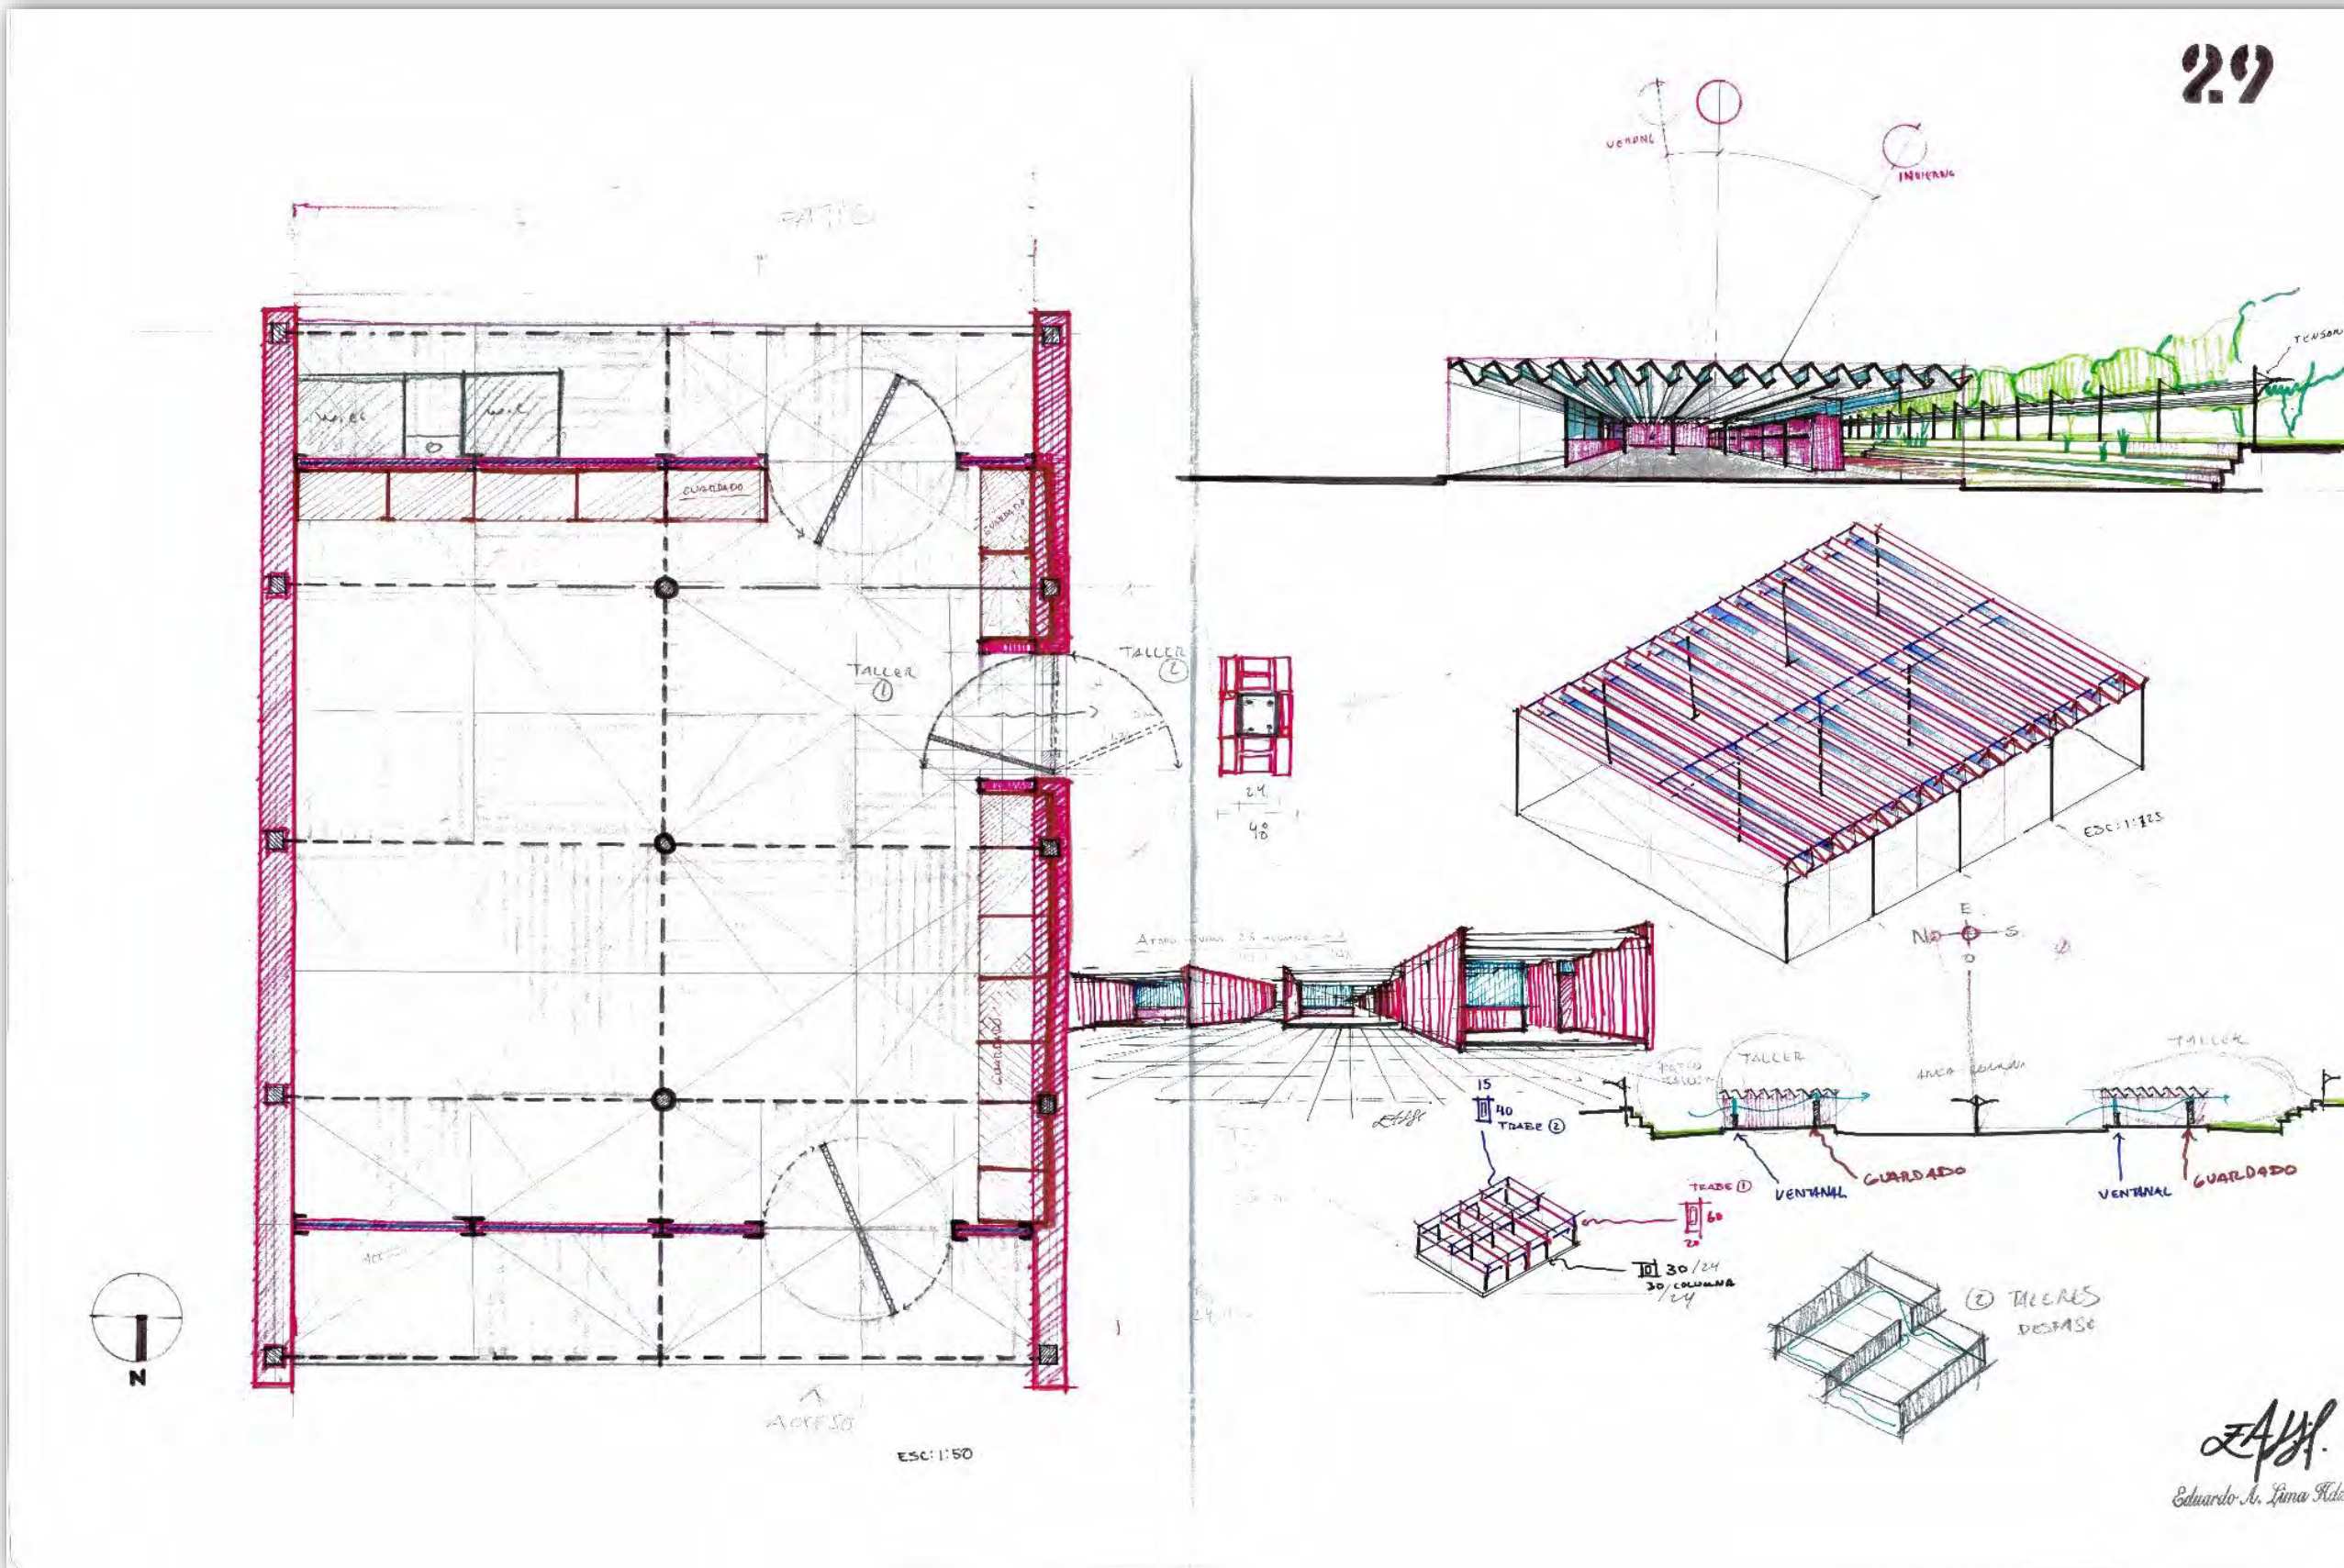 29
PATIO
VERANO
INVIERNO
TENSOR
W.C.
W.C.
GUARDADO
GUARDADO
TALLER
①
TALLER
②
24
48
ESC: 1:125
E
N
S
O
GUARDADO
TALLER
TALLER
15
40
TRABE ②
TRABE ①
60
20
30/24
30/COLUMNA
/24
VENTANAL
GUARDADO
VENTANAL
GUARDADO
② TALLERES
DESFASE
N
ACCESO
ESC: 1:50
Eduardo A. Lima Hdz